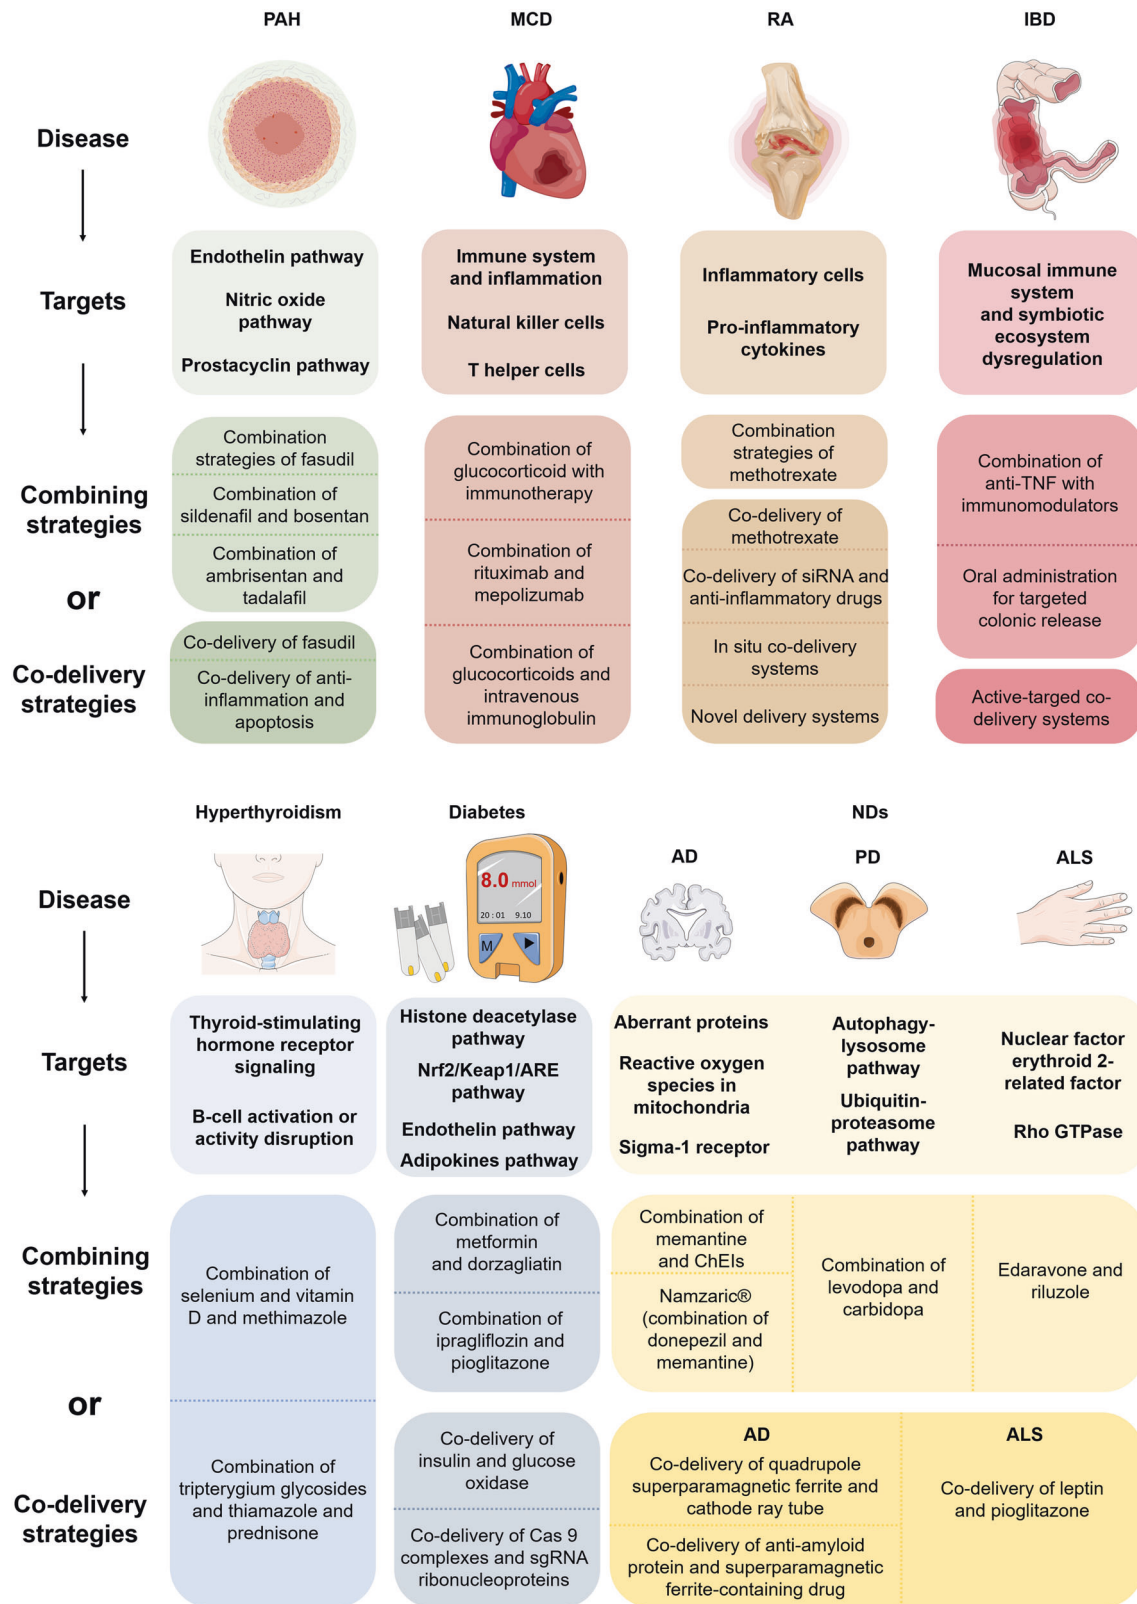 PAH
MCD
RA
IBD
Disease
Targets
Endothelin pathway
Nitric oxide
pathway
Prostacyclin pathway
Immune system
and inflammation
Natural killer cells
T helper cells
Inflammatory cells
Pro-inflammatory
cytokines
Mucosal immune
system
and symbiotic
ecosystem
dysregulation
Combining
strategies
or
Co-delivery
strategies
Combination
strategies of fasudil
Combination of
sildenafil and bosentan
Combination of
ambrisentan and
tadalafil
Co-delivery of fasudil
Co-delivery of anti-
inflammation and
apoptosis
Combination of
glucocorticoid with
immunotherapy
Combination of
rituximab and
mepolizumab
Combination of
glucocorticoids and
intravenous
immunoglobulin
Combination
strategies of
methotrexate
Co-delivery of
methotrexate
Co-delivery of siRNA and
anti-inflammatory drugs
In situ co-delivery
systems
Novel delivery systems
Combination of
anti-TNF with
immunomodulators
Oral administration
for targeted
colonic release
Active-targed co-
delivery systems
Hyperthyroidism
Diabetes
NDs
AD
PD
ALS
Disease
8.0 mmol
20 : 01 9.10
M
Targets
Thyroid-stimulating
hormone receptor
signaling
B-cell activation or
activity disruption
Histone deacetylase
pathway
Nrf2/Keap1/ARE
pathway
Endothelin pathway
Adipokines pathway
Aberrant proteins
Reactive oxygen
species in
mitochondria
Sigma-1 receptor
Autophagy-
lysosome
pathway
Ubiquitin-
proteasome
pathway
Nuclear factor
erythroid 2-
related factor
Rho GTPase
Combining
strategies
or
Co-delivery
strategies
Combination of
selenium and vitamin
D and methimazole
Combination of
tripterygium glycosides
and thiamazole and
prednisone
Combination of
metformin
and dorzagliatin
Combination of
ipragliflozin and
pioglitazone
Co-delivery of
insulin and glucose
oxidase
Co-delivery of Cas 9
complexes and sgRNA
ribonucleoproteins
Combination of
memantine
and ChEIs
Namzaric®
(combination of
donepezil and
memantine)
Combination of
levodopa and
carbidopa
Edaravone and
riluzole
AD
Co-delivery of quadrupole
superparamagnetic ferrite and
cathode ray tube
Co-delivery of anti-amyloid
protein and superparamagnetic
ferrite-containing drug
ALS
Co-delivery of leptin
and pioglitazone